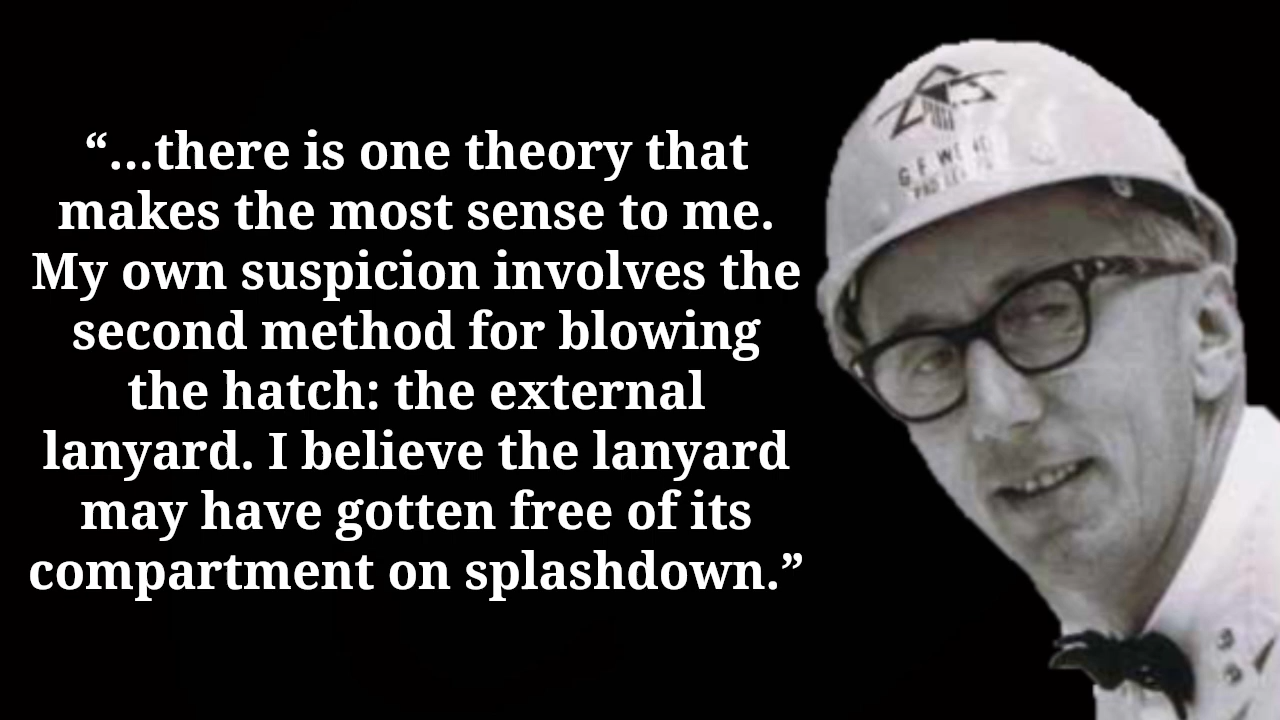 “...there is one theory that
makes the most sense to me.
My own suspicion involves the
second method for blowing
the hatch: the external
lanyard. I believe the lanyard
may have gotten free of its
compartment on splashdown.”
G. F.